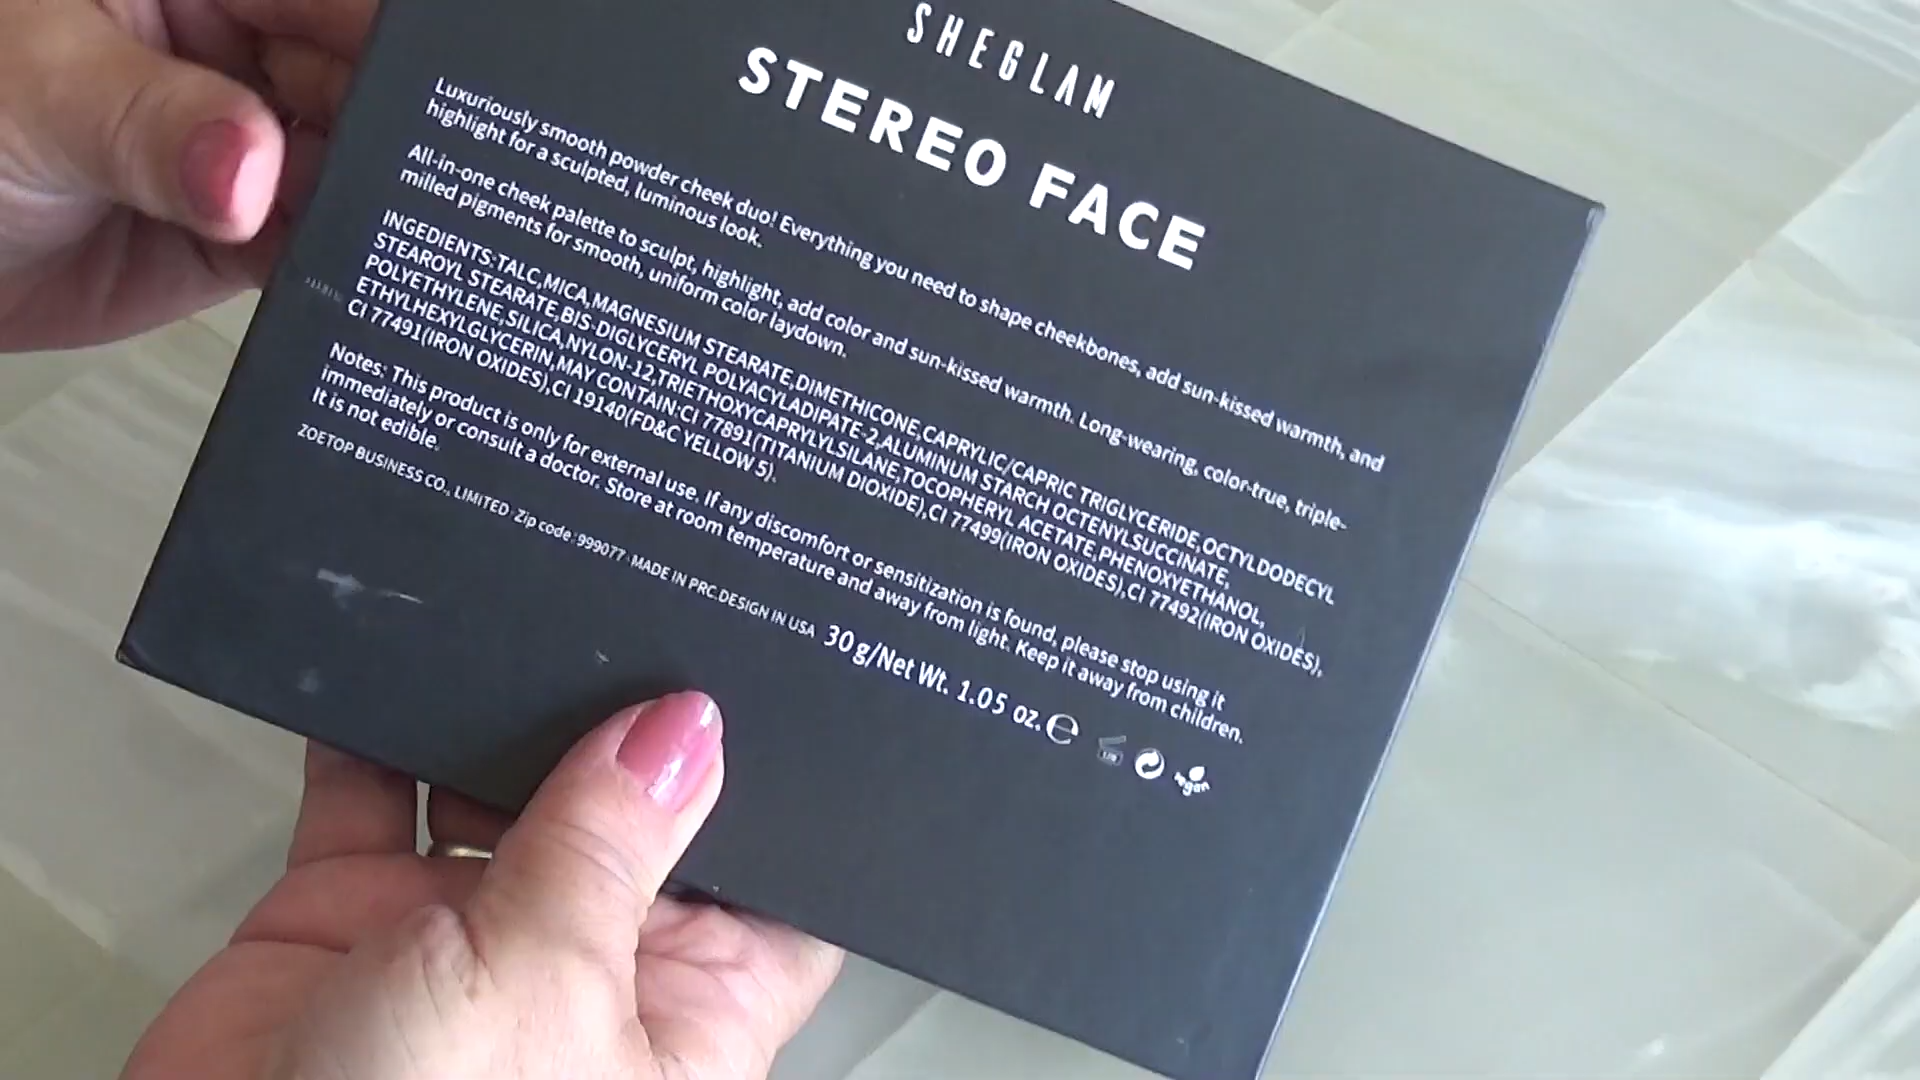 SHEGLAM
STEREO FACE
Luxuriously smooth powder cheek duo! Everything you need to shape cheekbones, add sun-kissed warmth, and
highlight for a sculpted, luminous look.
All-in-one cheek palette to sculpt, highlight, add color and sun-kissed warmth. Long-wearing, color-true, triple-
milled pigments for smooth, uniform color laydown.
INGEDIENTS:TALC,MICA,MAGNESIUM STEARATE,DIMETHICONE,CAPRYLIC/CAPRIC TRIGLYCERIDE,OCTYLDODECYL
STEAROYL STEARATE,BIS-DIGLYCERYL POLYACYLADIPATE-2,ALUMINUM STARCH OCTENYLSUCCINATE,
POLYETHYLENE,SILICA,NYLON-12,TRIETHOXYCAPRYLYLSILANE,TOCOPHERYL ACETATE,PHENOXYETHANOL,
ETHYLHEXYLGLYCERIN,MAY CONTAIN:CI 77891(TITANIUM DIOXIDE),CI 77499(IRON OXIDES),CI 77492(IRON OXIDES),
CI 77491(IRON OXIDES),CI 19140(FD&C YELLOW 5).
Notes: This product is only for external use. If any discomfort or sensitization is found, please stop using it
immediately or consult a doctor. Store at room temperature and away from light. Keep it away from children.
It is not edible.
ZOETOP BUSINESS CO., LIMITED Zip code:999077 MADE IN PRC.DESIGN IN USA 30 g/Net Wt. 1.05 oz. e
vegan